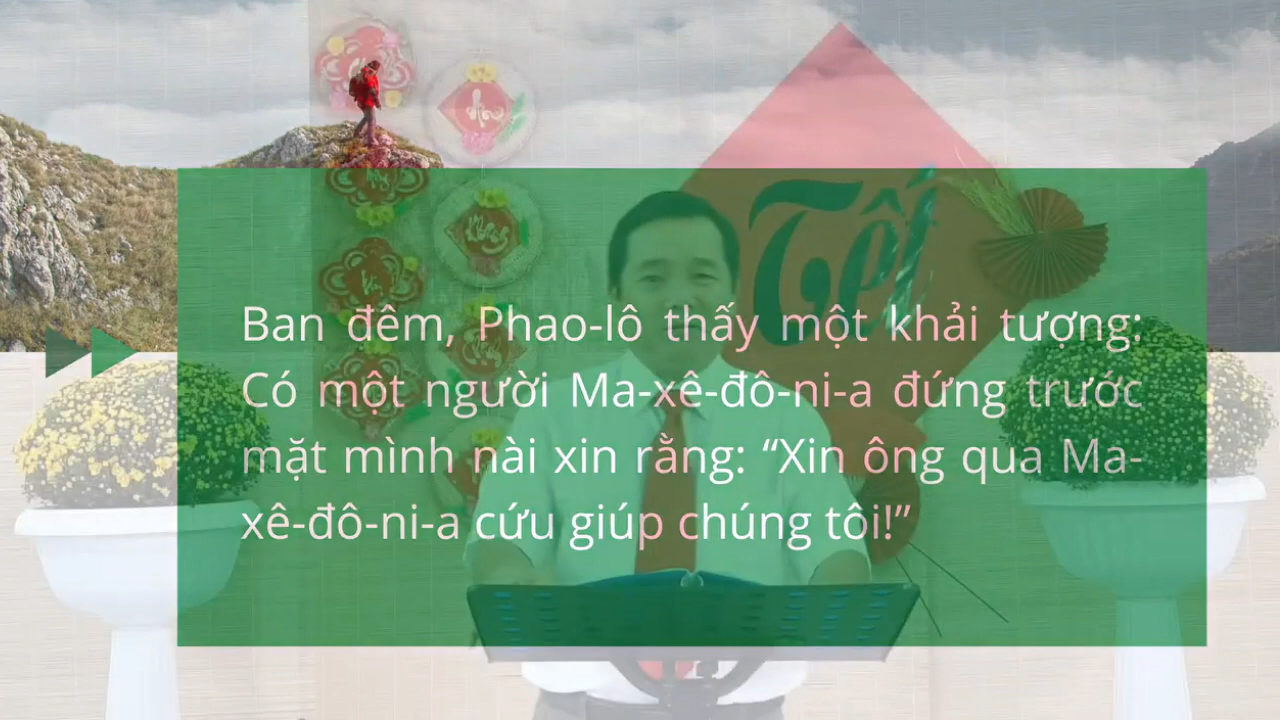 Tết
Khang
Ban đêm, Phao-lô thấy một khải tượng:
Có một người Ma-xê-đô-ni-a đứng trước
mặt mình nài xin rằng: “Xin ông qua Ma-
xê-đô-ni-a cứu giúp chúng tôi!”